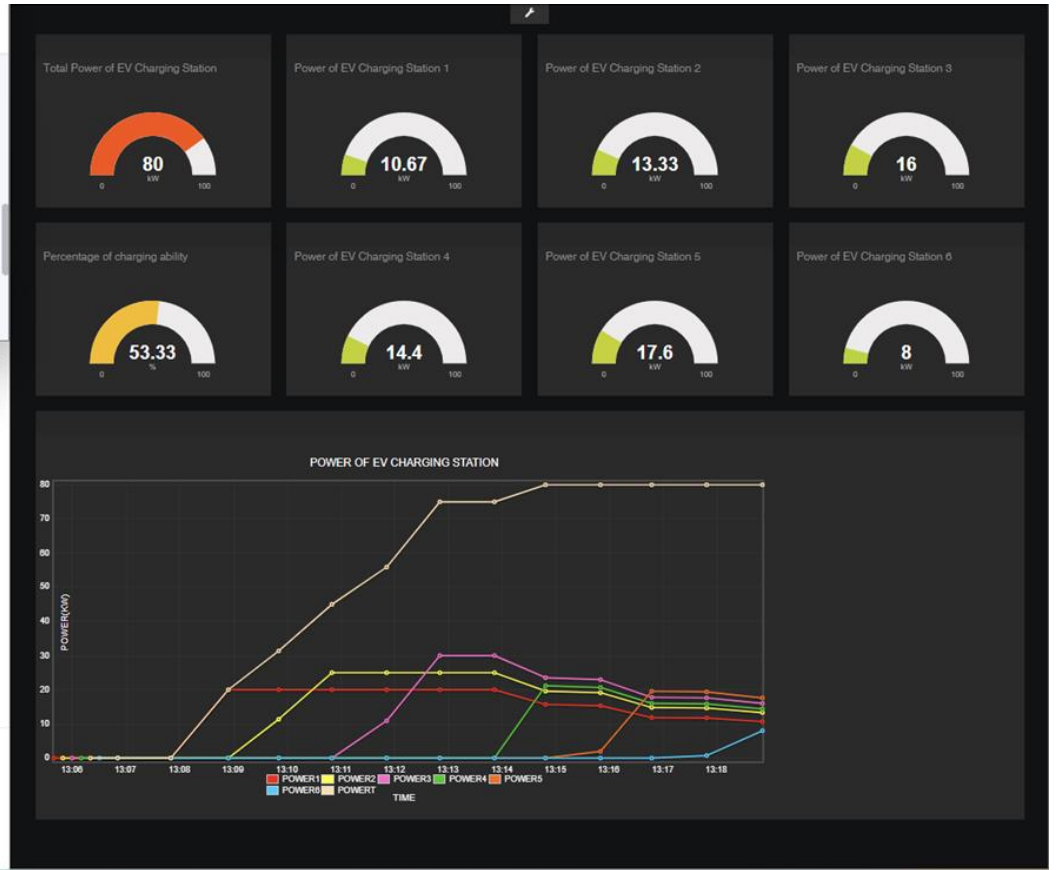 Total Power of EV Charging Station
80
kW
0 100
Power of EV Charging Station 1
10.67
kW
0 100
Power of EV Charging Station 2
13.33
kW
0 100
Power of EV Charging Station 3
16
kW
0 100
Percentage of charging ability
53.33
%
0 100
Power of EV Charging Station 4
14.4
kW
0 100
Power of EV Charging Station 5
17.6
kW
0 100
Power of EV Charging Station 6
8
kW
0 100
POWER OF EV CHARGING STATION
80
70
60
50
40
30
20
10
0
POWER(KW)
13:06 13:07 13:08 13:09 13:10 13:11 13:12 13:13 13:14 13:15 13:16 13:17 13:18
POWER1 POWER2 POWER3 POWER4 POWER5
POWER6 POWERT
TIME